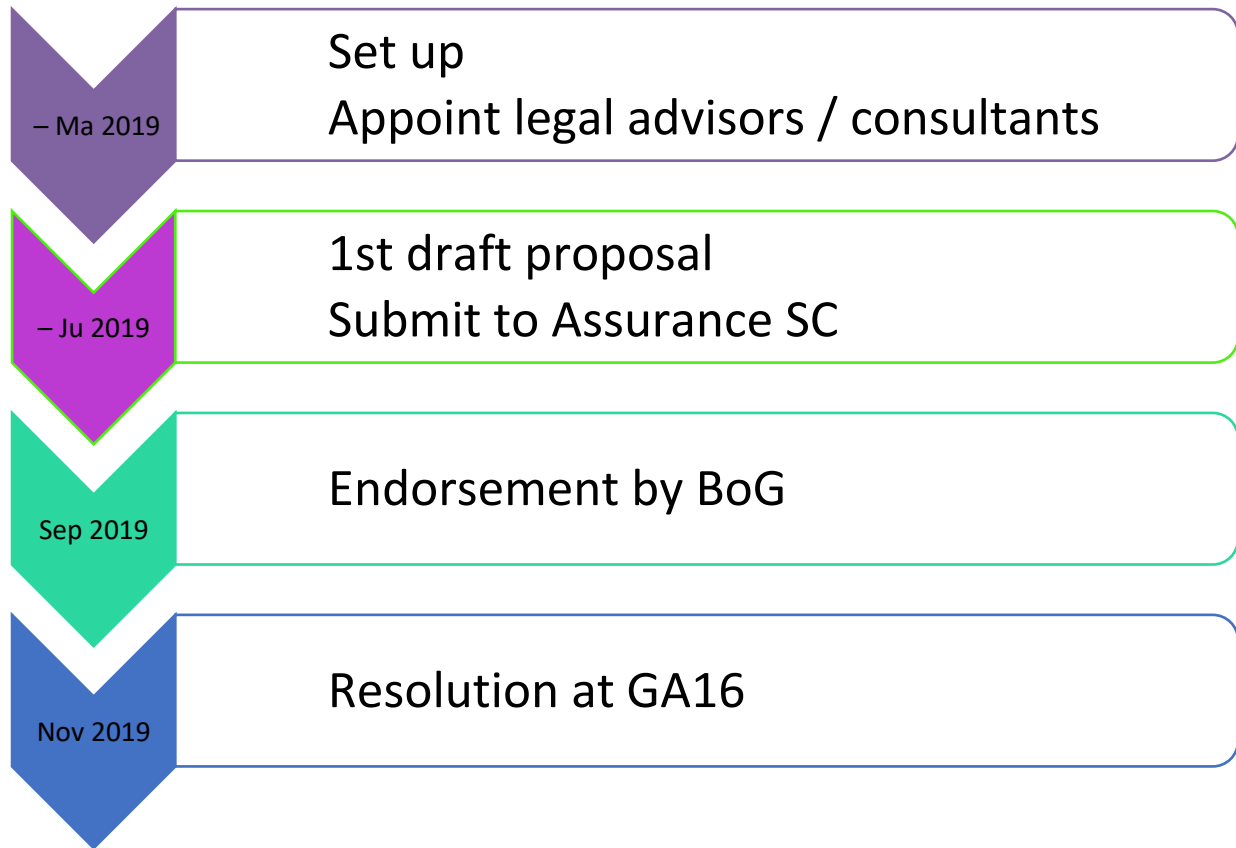 – Ma 2019
Set up
Appoint legal advisors / consultants
– Ju 2019
1st draft proposal
Submit to Assurance SC
Sep 2019
Endorsement by BoG
Nov 2019
Resolution at GA16